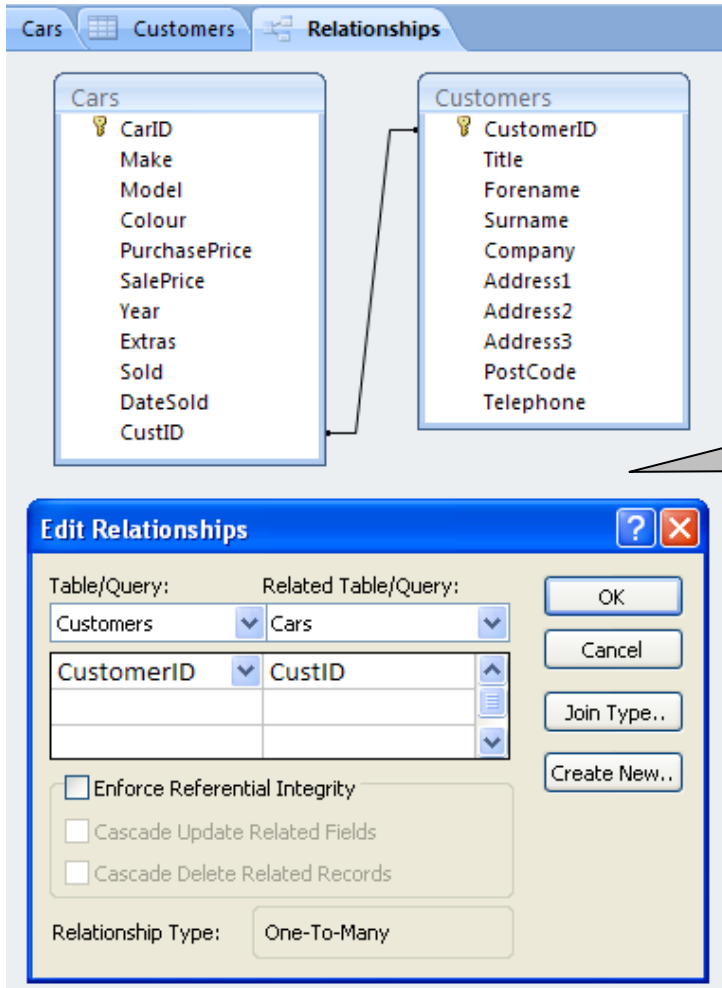 Cars Customers Relationships
Cars
CarID
Make
Model
Colour
PurchasePrice
SalePrice
Year
Extras
Sold
DateSold
CustID
Customers
CustomerID
Title
Forename
Surname
Company
Address1
Address2
Address3
PostCode
Telephone
Edit Relationships
Table/Query: Related Table/Query:
Customers Cars
CustomerID CustID
Enforce Referential Integrity
Cascade Update Related Fields
Cascade Delete Related Records
Relationship Type: One-To-Many
OK
Cancel
Join Type..
Create New..